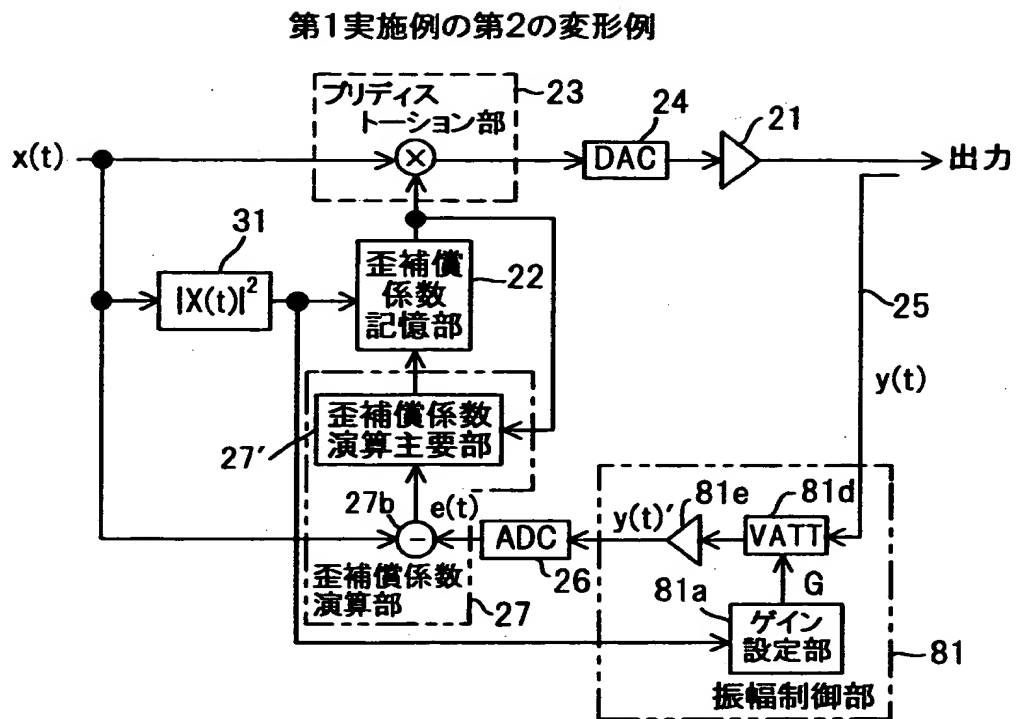 第1実施例の第2の変形例
プリディス
トーション部
23
24
21
x(t)
×
DAC
出力
31
|X(t)|²
歪補償
係数
記憶部
22
25
y(t)
歪補償係数
演算主要部
27′
27b
e(t)
81e
81d
y(t)′
VATT
−
ADC
26
G
歪補償係数
演算部
27
81a
ゲイン
設定部
81
振幅制御部